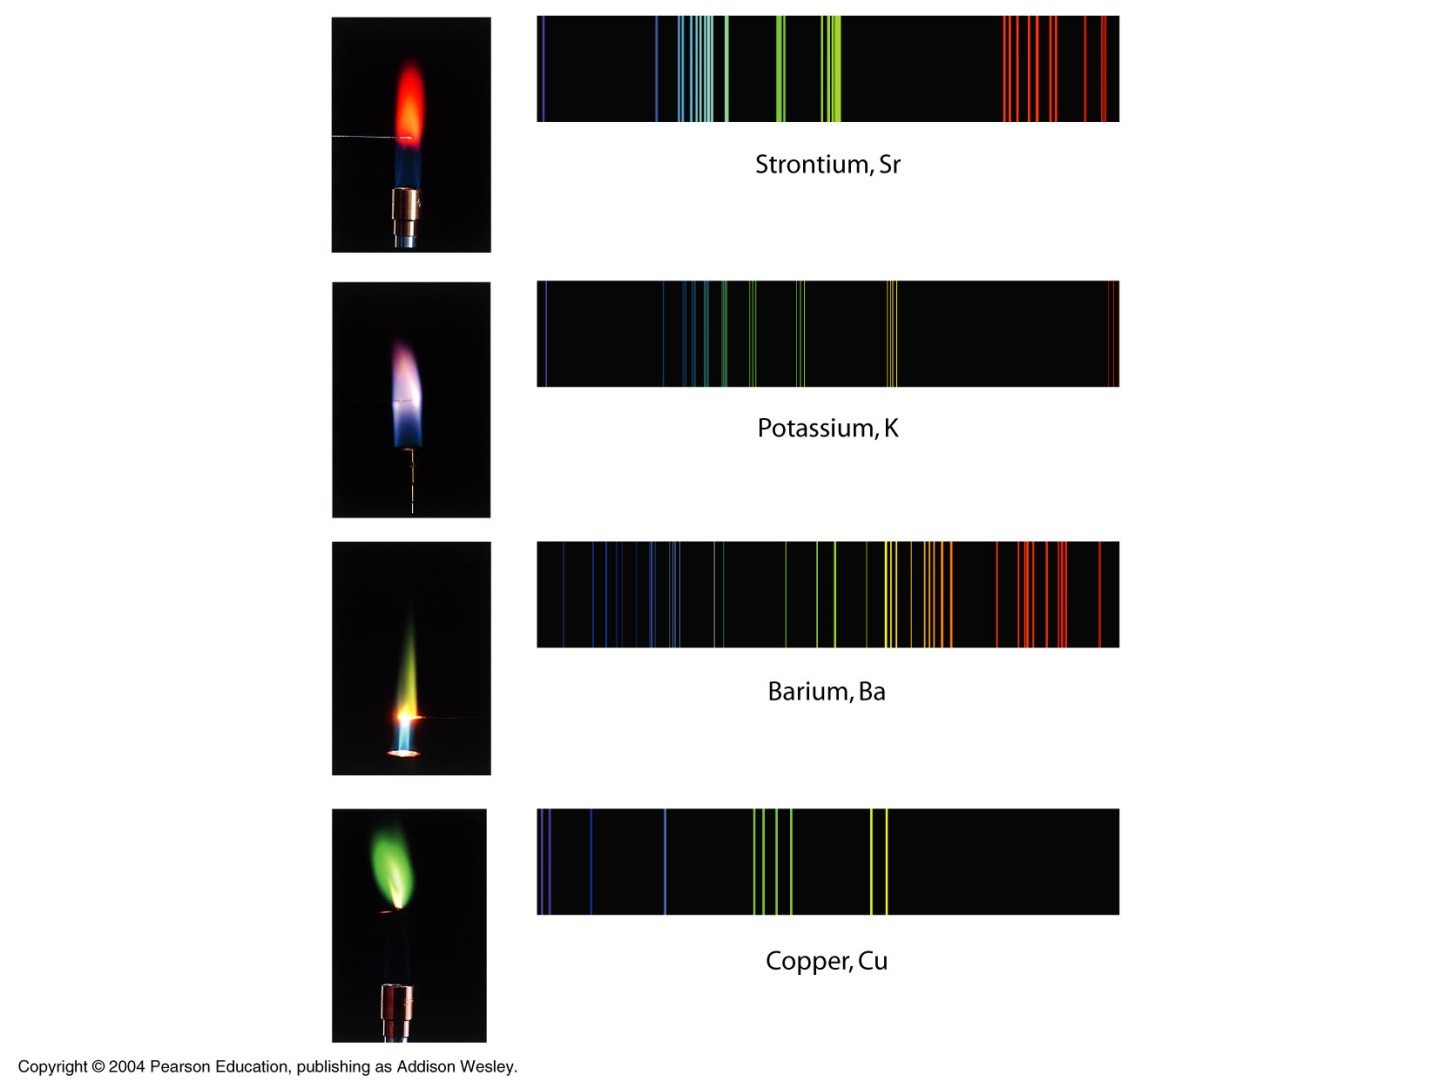 Strontium, Sr
Potassium, K
Barium, Ba
Copper, Cu
Copyright © 2004 Pearson Education, publishing as Addison Wesley.